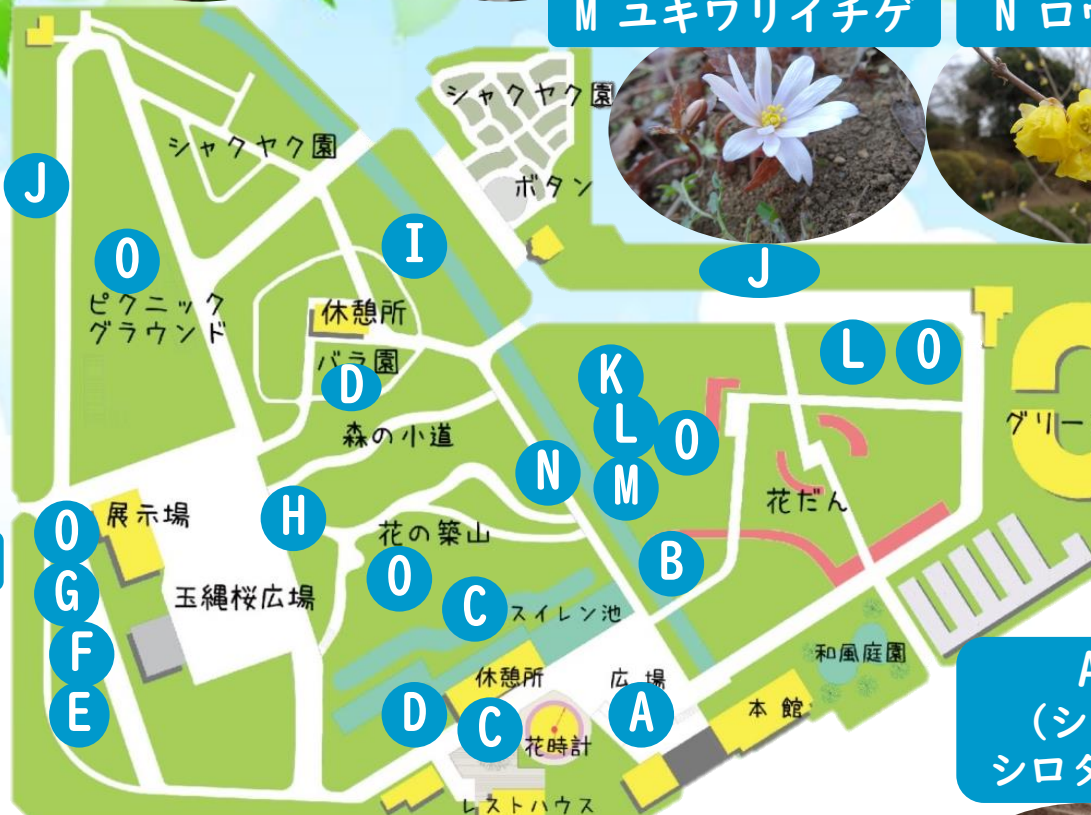 M ユキワリイチゲ
N ロウ
シャクヤク園
ボタン
シャクヤク園
J
I
O
J
ピクニック
グラウンド
休憩所
バラ園
D
K
L
O
L
O
M
グリー
森の小道
N
花だん
展示場
O
H
花の築山
B
O
G
C
スイレン池
玉縄桜広場
F
和風庭園
休憩所
広場
E
D
C
A
本館
花時計
レストハウス
A
(シ
シロタ